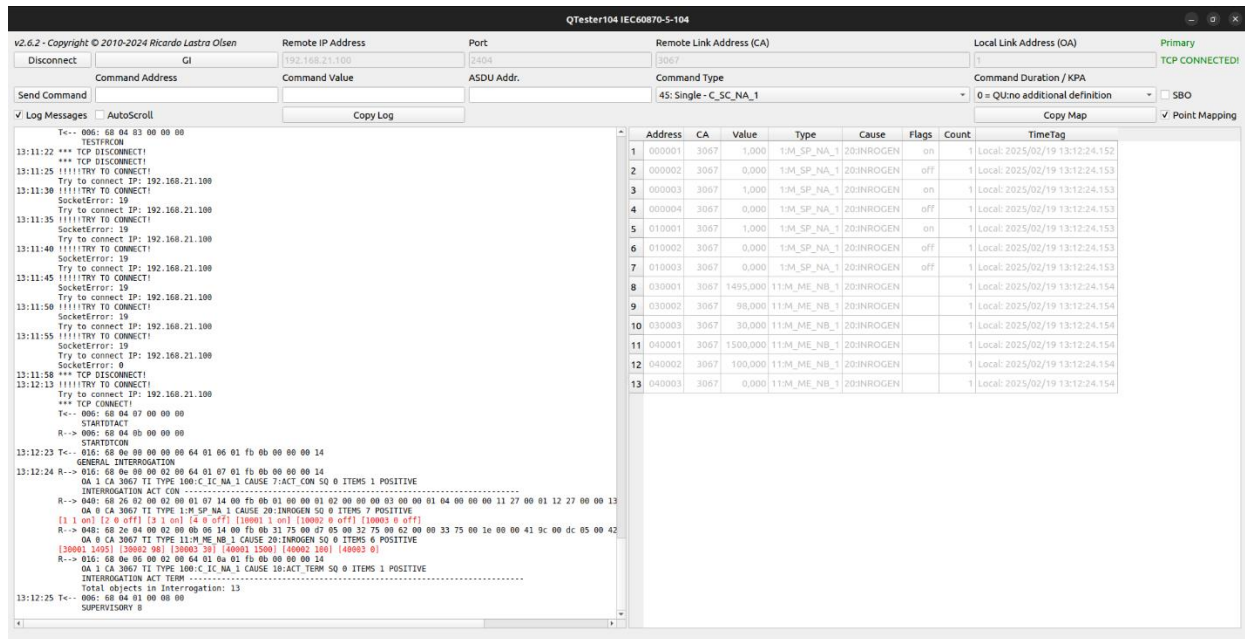 QTester104 IEC60870-5-104
v2.6.2 - Copyright © 2010-2024 Ricardo Lastra Olsen Remote IP Address Port Remote Link Address (CA) Local Link Address (OA) Primary
Disconnect GI 192.168.21.100 2404 3067 1 TCP CONNECTED!
Command Address Command Value ASDU Addr. Command Type Command Duration / KPA
Send Command 45: Single - C_SC_NA_1 0 = QU:no additional definition SBO
Log Messages AutoScroll Copy Log Copy Map Point Mapping
T<-- 006: 68 04 83 00 00 00
TESTFRCON
13:11:22 *** TCP DISCONNECT!
*** TCP DISCONNECT!
13:11:25 !!!!!TRY TO CONNECT!
Try to connect IP: 192.168.21.100
13:11:30 !!!!!TRY TO CONNECT!
SocketError: 19
Try to connect IP: 192.168.21.100
13:11:35 !!!!!TRY TO CONNECT!
SocketError: 19
Try to connect IP: 192.168.21.100
13:11:40 !!!!!TRY TO CONNECT!
SocketError: 19
Try to connect IP: 192.168.21.100
13:11:45 !!!!!TRY TO CONNECT!
SocketError: 19
Try to connect IP: 192.168.21.100
13:11:50 !!!!!TRY TO CONNECT!
SocketError: 19
Try to connect IP: 192.168.21.100
13:11:55 !!!!!TRY TO CONNECT!
SocketError: 19
Try to connect IP: 192.168.21.100
SocketError: 0
13:11:58 *** TCP DISCONNECT!
13:12:13 !!!!!TRY TO CONNECT!
Try to connect IP: 192.168.21.100
*** TCP CONNECT!
T<-- 006: 68 04 07 00 00 00
STARTDTACT
R--> 006: 68 04 0b 00 00 00
STARTDTCON
13:12:23 T<-- 016: 68 0e 00 00 00 00 64 01 06 01 fb 0b 00 00 00 14
GENERAL INTERROGATION
13:12:24 R--> 016: 68 0e 00 00 02 00 64 01 07 01 fb 0b 00 00 00 14
OA 1 CA 3067 TI TYPE 100:C_IC_NA_1 CAUSE 7:ACT_CON SQ 0 ITEMS 1 POSITIVE
INTERROGATION ACT CON ------------------------------------------------------------------------
R--> 040: 68 26 02 00 02 00 01 07 14 00 fb 0b 01 00 00 01 02 00 00 00 03 00 00 01 04 00 00 00 11 27 00 01 12 27 00 00 13
OA 0 CA 3067 TI TYPE 1:M_SP_NA_1 CAUSE 20:INROGEN SQ 0 ITEMS 7 POSITIVE
[1 1 on] [2 0 off] [3 1 on] [4 0 off] [10001 1 on] [10002 0 off] [10003 0 off]
R--> 048: 68 2e 04 00 02 00 0b 06 14 00 fb 0b 31 75 00 d7 05 00 32 75 00 62 00 00 33 75 00 1e 00 00 41 9c 00 dc 05 00 42
OA 0 CA 3067 TI TYPE 11:M_ME_NB_1 CAUSE 20:INROGEN SQ 0 ITEMS 6 POSITIVE
[30001 1495] [30002 98] [30003 30] [40001 1500] [40002 100] [40003 0]
R--> 016: 68 0e 06 00 02 00 64 01 0a 01 fb 0b 00 00 00 14
OA 1 CA 3067 TI TYPE 100:C_IC_NA_1 CAUSE 10:ACT_TERM SQ 0 ITEMS 1 POSITIVE
INTERROGATION ACT TERM ------------------------------------------------------------------------
Total objects in Interrogation: 13
13:12:25 T<-- 006: 68 04 01 00 08 00
SUPERVISORY 8
Address CA Value Type Cause Flags Count TimeTag
1 000001 3067 1,000 1:M_SP_NA_1 20:INROGEN on 1 Local: 2025/02/19 13:12:24.152
2 000002 3067 0,000 1:M_SP_NA_1 20:INROGEN off 1 Local: 2025/02/19 13:12:24.153
3 000003 3067 1,000 1:M_SP_NA_1 20:INROGEN on 1 Local: 2025/02/19 13:12:24.153
4 000004 3067 0,000 1:M_SP_NA_1 20:INROGEN off 1 Local: 2025/02/19 13:12:24.153
5 010001 3067 1,000 1:M_SP_NA_1 20:INROGEN on 1 Local: 2025/02/19 13:12:24.153
6 010002 3067 0,000 1:M_SP_NA_1 20:INROGEN off 1 Local: 2025/02/19 13:12:24.153
7 010003 3067 0,000 1:M_SP_NA_1 20:INROGEN off 1 Local: 2025/02/19 13:12:24.153
8 030001 3067 1495,000 11:M_ME_NB_1 20:INROGEN 1 Local: 2025/02/19 13:12:24.154
9 030002 3067 98,000 11:M_ME_NB_1 20:INROGEN 1 Local: 2025/02/19 13:12:24.154
10 030003 3067 30,000 11:M_ME_NB_1 20:INROGEN 1 Local: 2025/02/19 13:12:24.154
11 040001 3067 1500,000 11:M_ME_NB_1 20:INROGEN 1 Local: 2025/02/19 13:12:24.154
12 040002 3067 100,000 11:M_ME_NB_1 20:INROGEN 1 Local: 2025/02/19 13:12:24.154
13 040003 3067 0,000 11:M_ME_NB_1 20:INROGEN 1 Local: 2025/02/19 13:12:24.154